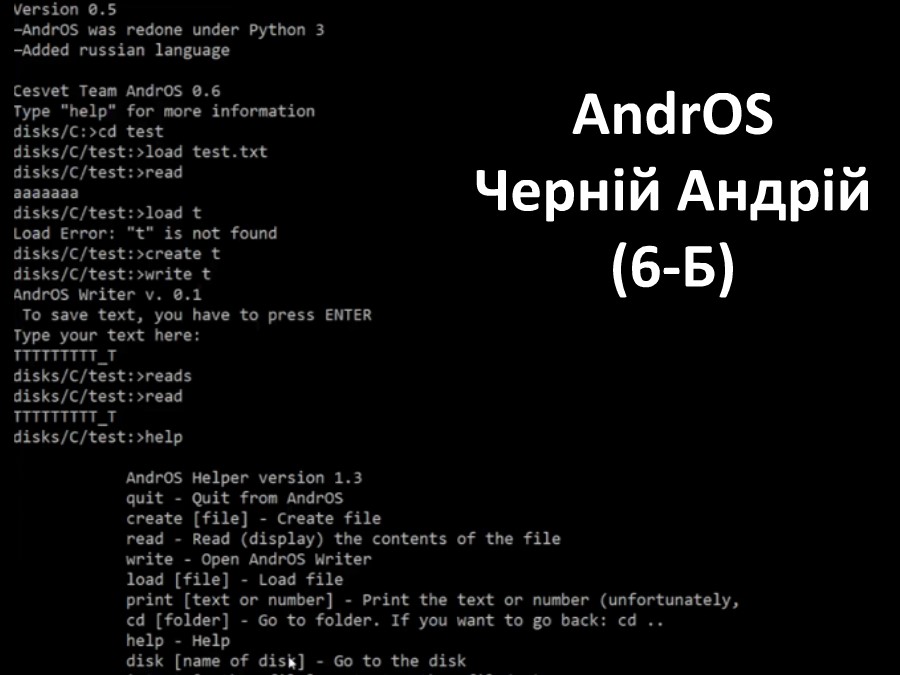 Version 0.5
-AndrOS was redone under Python 3
-Added russian language
Cesvet Team AndrOS 0.6
Type "help" for more information
disks/C:>cd test
disks/C/test:>load test.txt
disks/C/test:>read
aaaaaaa
disks/C/test:>load t
Load Error: "t" is not found
disks/C/test:>create t
disks/C/test:>write t
AndrOS Writer v. 0.1
To save text, you have to press ENTER
Type your text here:
TTTTTTTTT_T
disks/C/test:>reads
disks/C/test:>read
TTTTTTTTT_T
disks/C/test:>help
AndrOS Helper version 1.3
quit - Quit from AndrOS
create [file] - Create file
read - Read (display) the contents of the file
write - Open AndrOS Writer
load [file] - Load file
print [text or number] - Print the text or number (unfortunately,
cd [folder] - Go to folder. If you want to go back: cd ..
help - Help
disk [name of disk] - Go to the disk
AndrOS
Черній Андрій
(6-Б)